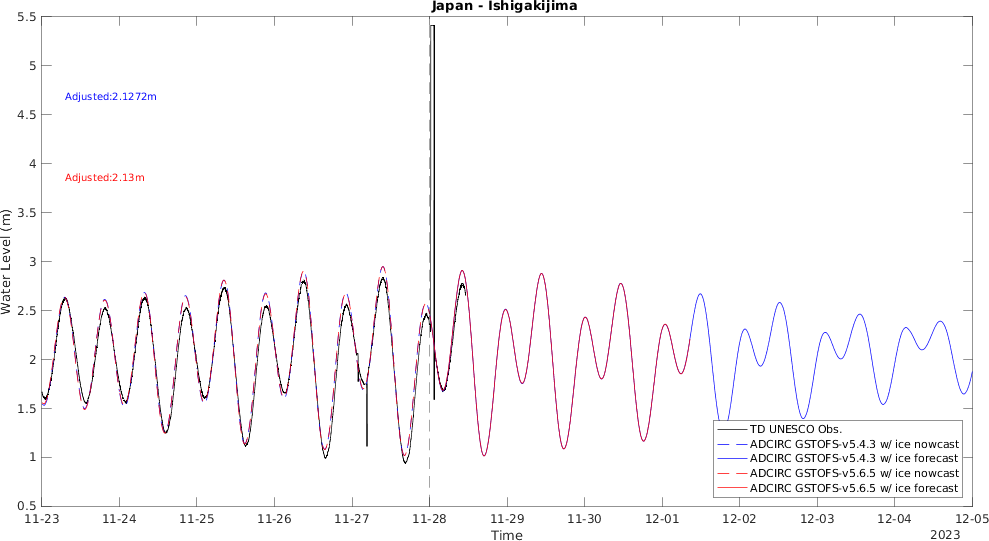 Japan - Ishigakijima
5.5
5
4.5
4
3.5
3
2.5
2
1.5
1
0.5
Water Level (m)
Adjusted:2.1272m
Adjusted:2.13m
TD UNESCO Obs.
ADCIRC GSTOFS-v5.4.3 w/ ice nowcast
ADCIRC GSTOFS-v5.4.3 w/ ice forecast
ADCIRC GSTOFS-v5.6.5 w/ ice nowcast
ADCIRC GSTOFS-v5.6.5 w/ ice forecast
11-23 11-24 11-25 11-26 11-27 11-28 11-29 11-30 12-01 12-02 12-03 12-04 12-05
Time
2023